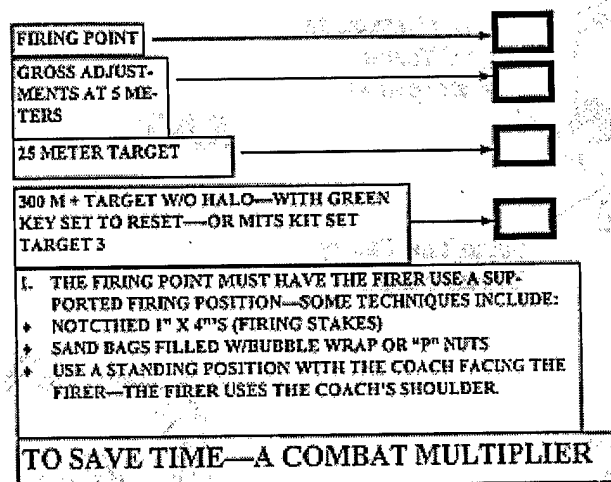 FIRING POINT
GROSS ADJUST-
MENTS AT 5 ME-
TERS
25 METER TARGET
300 M + TARGET W/O HALO—WITH GREEN
KEY SET TO RESET—OR MITS KIT SET
TARGET 3
1. THE FIRING POINT MUST HAVE THE FIRER USE A SUP-
PORTED FIRING POSITION—SOME TECHNIQUES INCLUDE:
♦ NOTCTHED 1" X 4"'S (FIRING STAKES)
♦ SAND BAGS FILLED W/BUBBLE WRAP OR "P" NUTS
♦ USE A STANDING POSITION WITH THE COACH FACING THE
FIRER—THE FIRER USES THE COACH'S SHOULDER.
TO SAVE TIME—A COMBAT MULTIPLIER